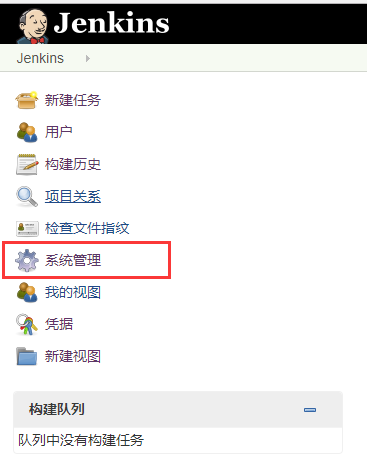 Jenkins
Jenkins
新建任务
用户
构建历史
项目关系
检查文件指纹
系统管理
我的视图
凭据
新建视图
构建队列
队列中没有构建任务